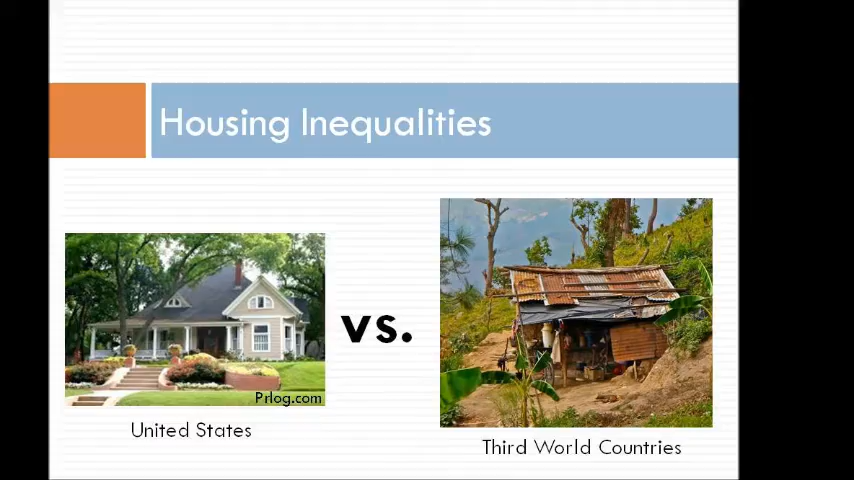 Housing Inequalities
vs.
Prlog.com
United States
Third World Countries